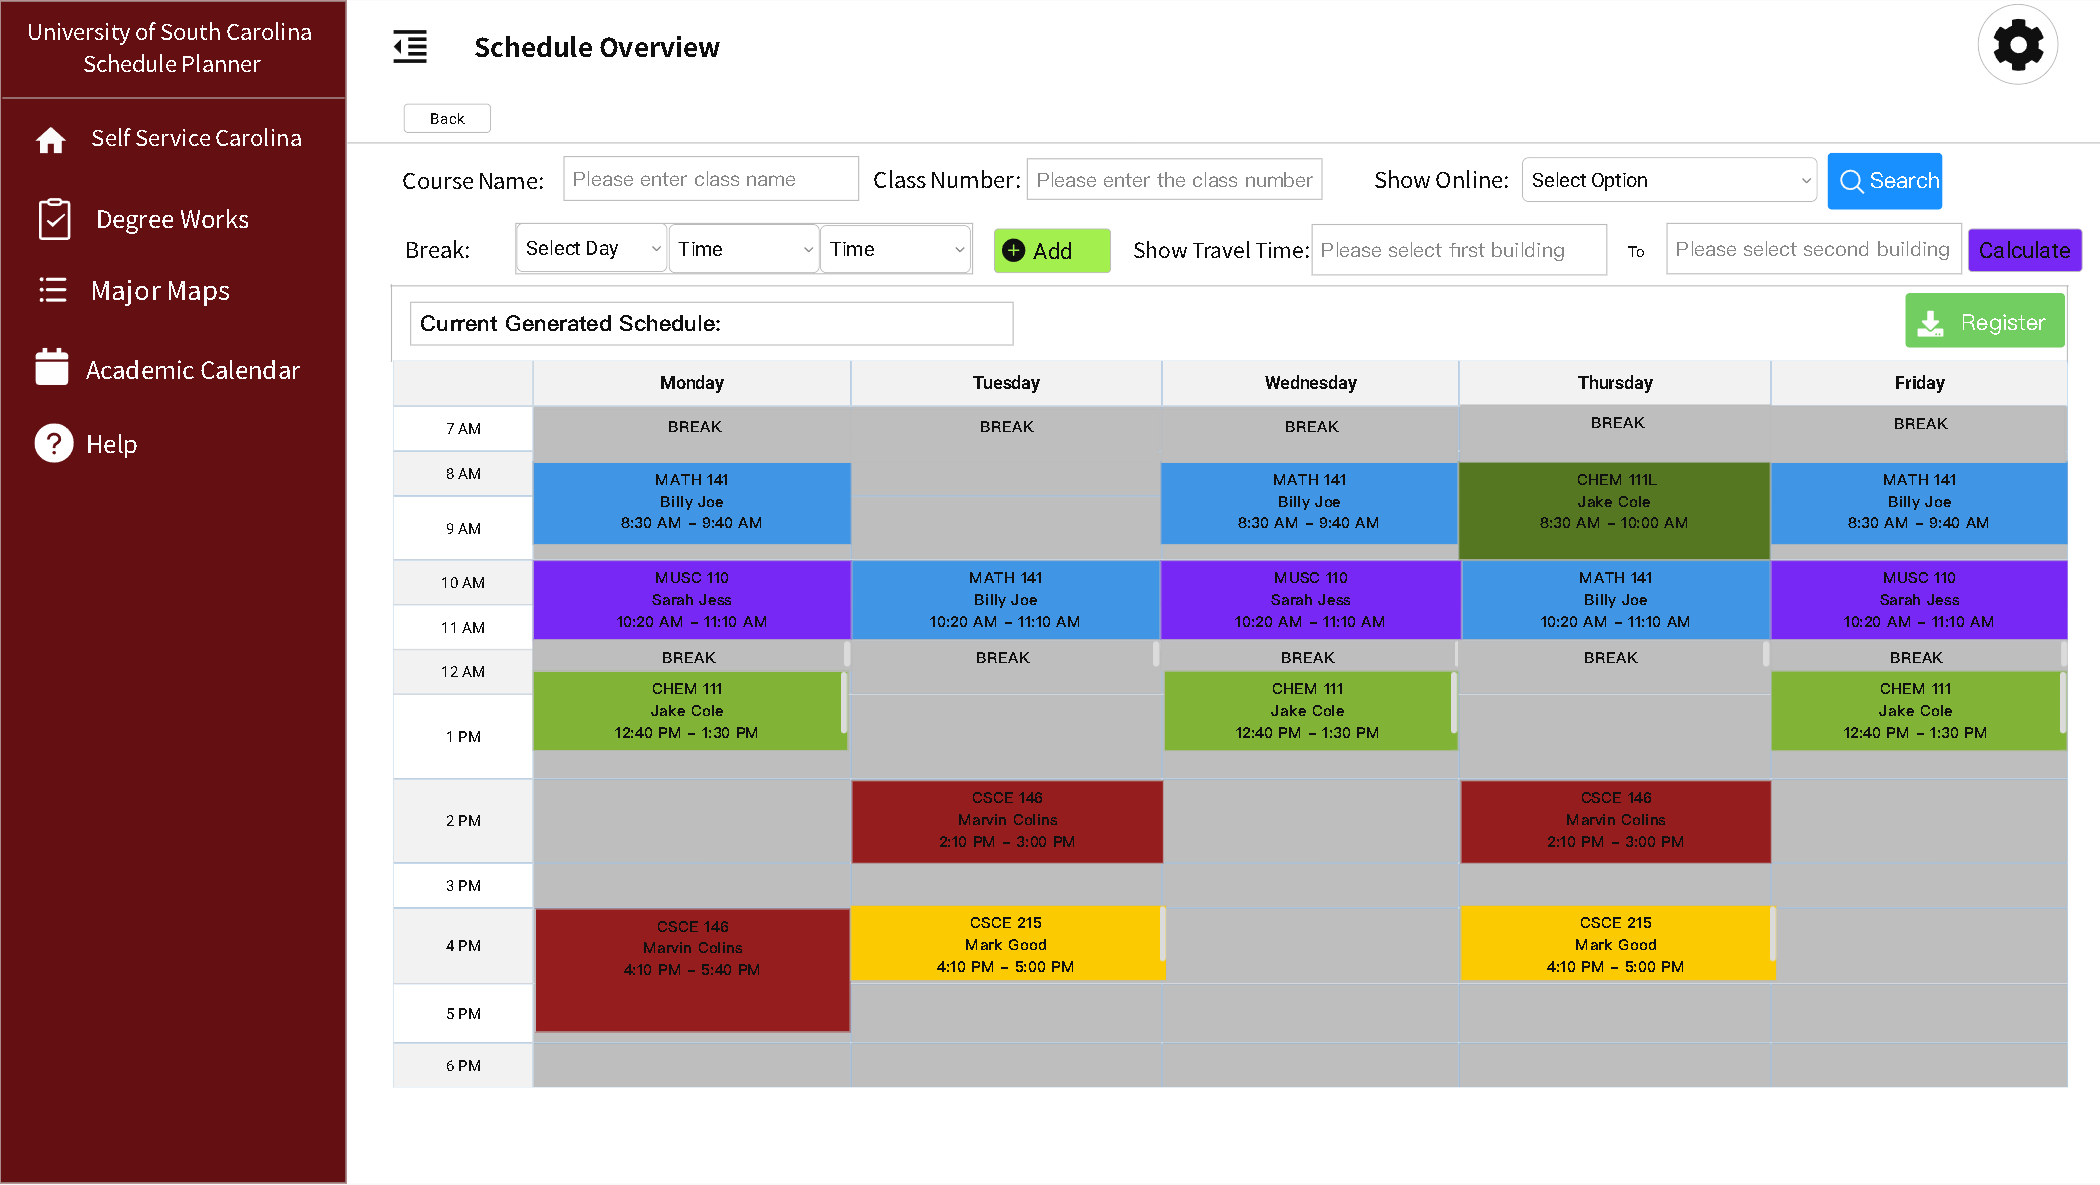 University of South Carolina
Schedule Planner
Self Service Carolina
Degree Works
Major Maps
Academic Calendar
Help
Schedule Overview
Back
Course Name: Please enter class name Class Number: Please enter the class number Show Online: Select Option Search
Break: Select Day Time Time Add Show Travel Time: Please select first building To Please select second building Calculate
Current Generated Schedule: Register
Monday Tuesday Wednesday Thursday Friday
7 AM BREAK BREAK BREAK BREAK BREAK
8 AM
MATH 141 MATH 141 CHEM 111L MATH 141
Billy Joe Billy Joe Jake Cole Billy Joe
8:30 AM – 9:40 AM 8:30 AM – 9:40 AM 8:30 AM – 10:00 AM 8:30 AM – 9:40 AM
9 AM
10 AM
MUSC 110 MATH 141 MUSC 110 MATH 141 MUSC 110
Sarah Jess Billy Joe Sarah Jess Billy Joe Sarah Jess
10:20 AM – 11:10 AM 10:20 AM – 11:10 AM 10:20 AM – 11:10 AM 10:20 AM – 11:10 AM 10:20 AM – 11:10 AM
11 AM
BREAK BREAK BREAK BREAK BREAK
12 AM
CHEM 111 CHEM 111 CHEM 111
Jake Cole Jake Cole Jake Cole
12:40 PM – 1:30 PM 12:40 PM – 1:30 PM 12:40 PM – 1:30 PM
1 PM
CSCE 146 CSCE 146
2 PM Marvin Colins Marvin Colins
2:10 PM – 3:00 PM 2:10 PM – 3:00 PM
3 PM
CSCE 146 CSCE 215 CSCE 215
4 PM Marvin Colins Mark Good Mark Good
4:10 PM – 5:40 PM 4:10 PM – 5:00 PM 4:10 PM – 5:00 PM
5 PM
6 PM